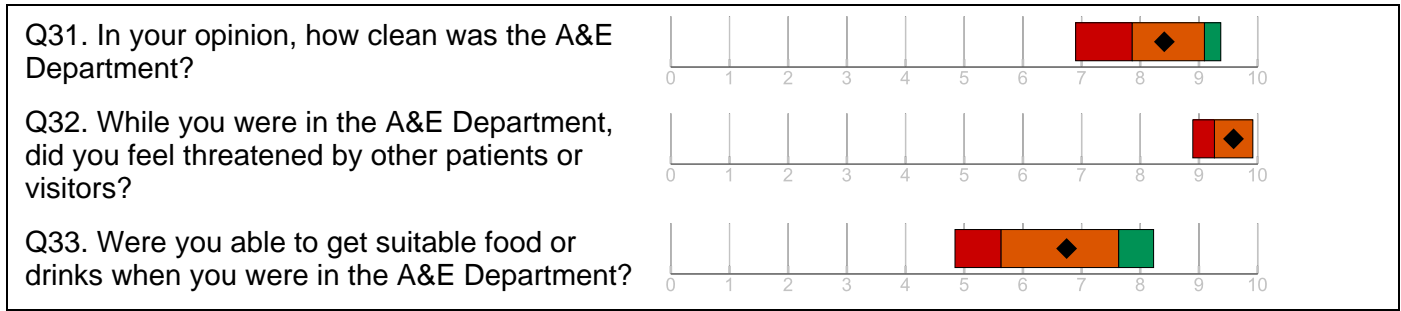 Q31. In your opinion, how clean was the A&E
Department?
0 1 2 3 4 5 6 7 8 9 10
Q32. While you were in the A&E Department,
did you feel threatened by other patients or
visitors?
0 1 2 3 4 5 6 7 8 9 10
Q33. Were you able to get suitable food or
drinks when you were in the A&E Department?
0 1 2 3 4 5 6 7 8 9 10